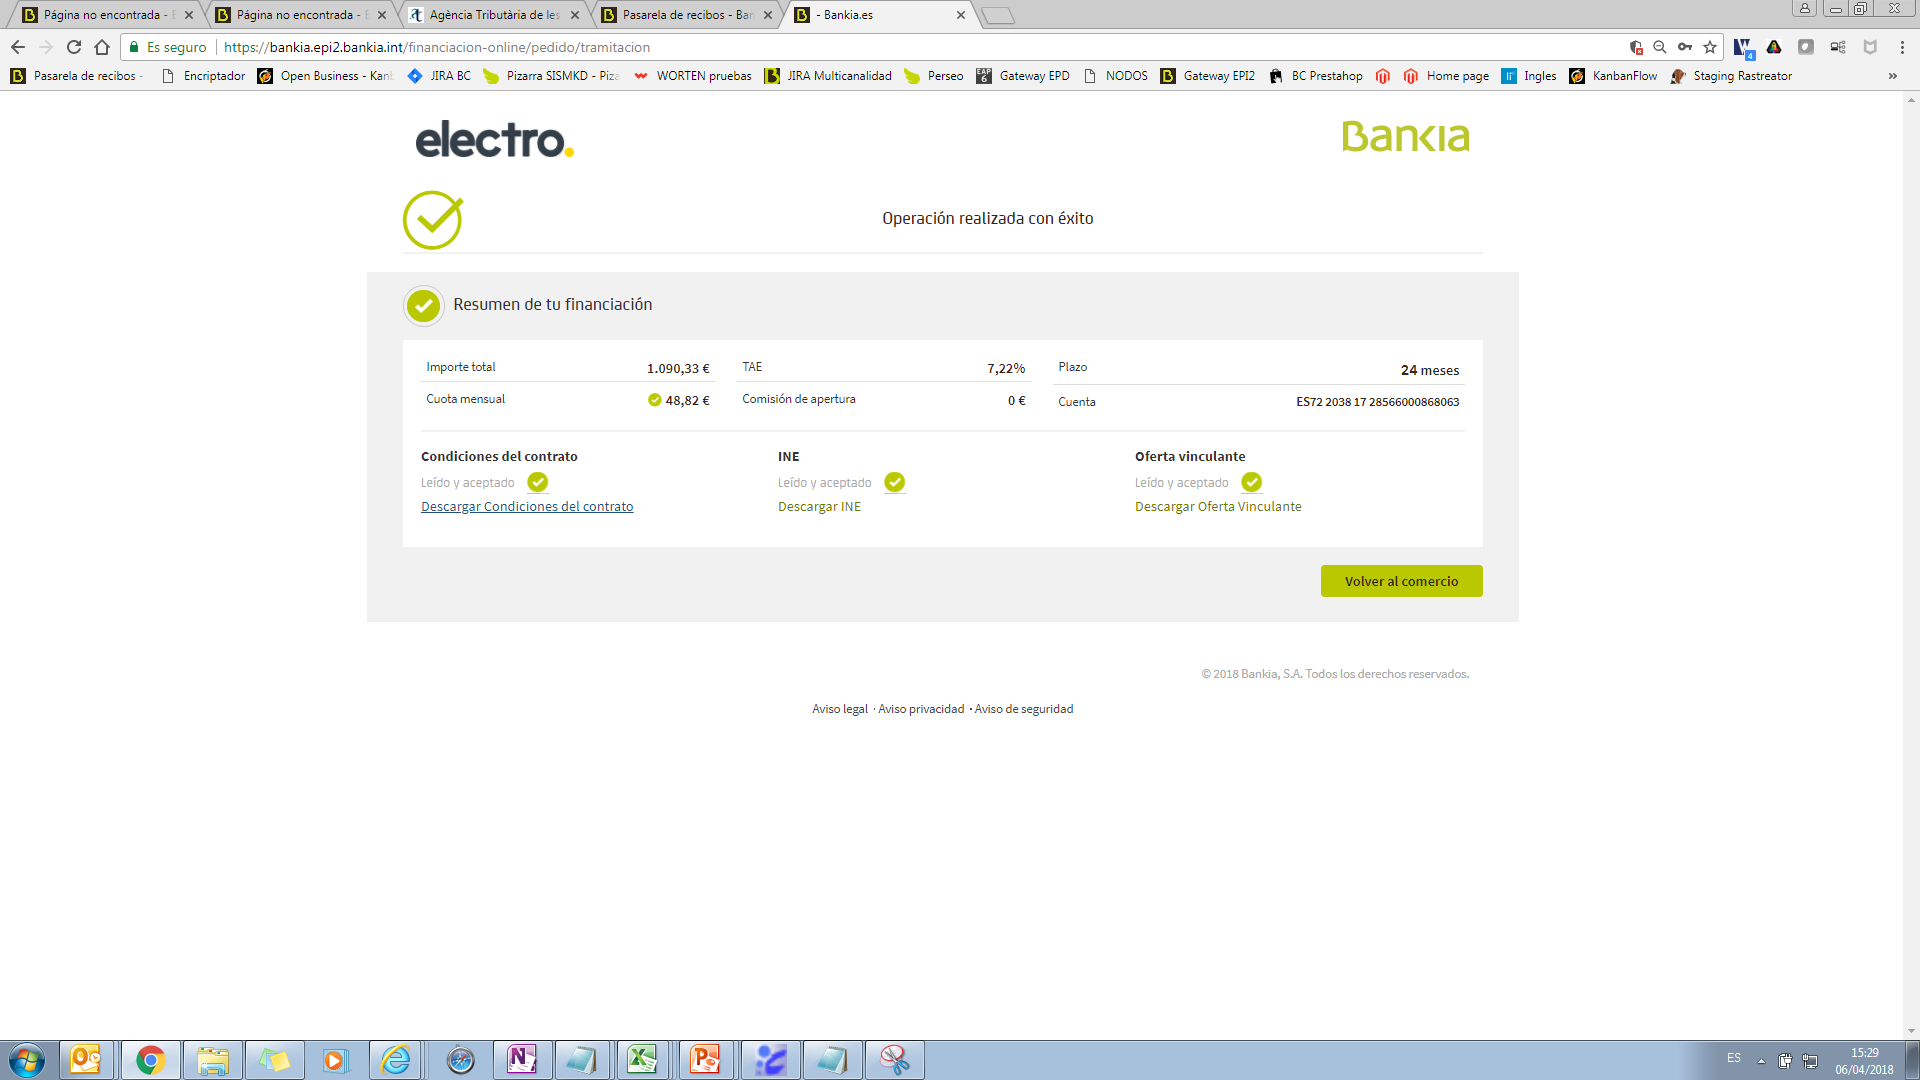 Página no encontrada - Página no encontrada - Agència Tributària de les Pasarela de recibos - Ban - Bankia.es
Es seguro https://bankia.epi2.bankia.int/financiacion-online/pedido/tramitacion
Pasarela de recibos - Encriptador Open Business - Kanb JIRA BC Pizarra SISMKD - Piza WORTEN pruebas JIRA Multicanalidad Perseo Gateway EPD NODOS Gateway EPI2 BC Prestahop Home page Ingles KanbanFlow Staging Rastreator »
electro. Bankia
Operación realizada con éxito
Resumen de tu financiación
Importe total 1.090,33 € TAE 7,22% Plazo 24 meses
Cuota mensual 48,82 € Comisión de apertura 0 € Cuenta ES72 2038 17 28566000868063
Condiciones del contrato INE Oferta vinculante
Leído y aceptado Leído y aceptado Leído y aceptado
Descargar Condiciones del contrato Descargar INE Descargar Oferta Vinculante
Volver al comercio
© 2018 Bankia, S.A. Todos los derechos reservados.
Aviso legal · Aviso privacidad · Aviso de seguridad
ES 15:29
06/04/2018